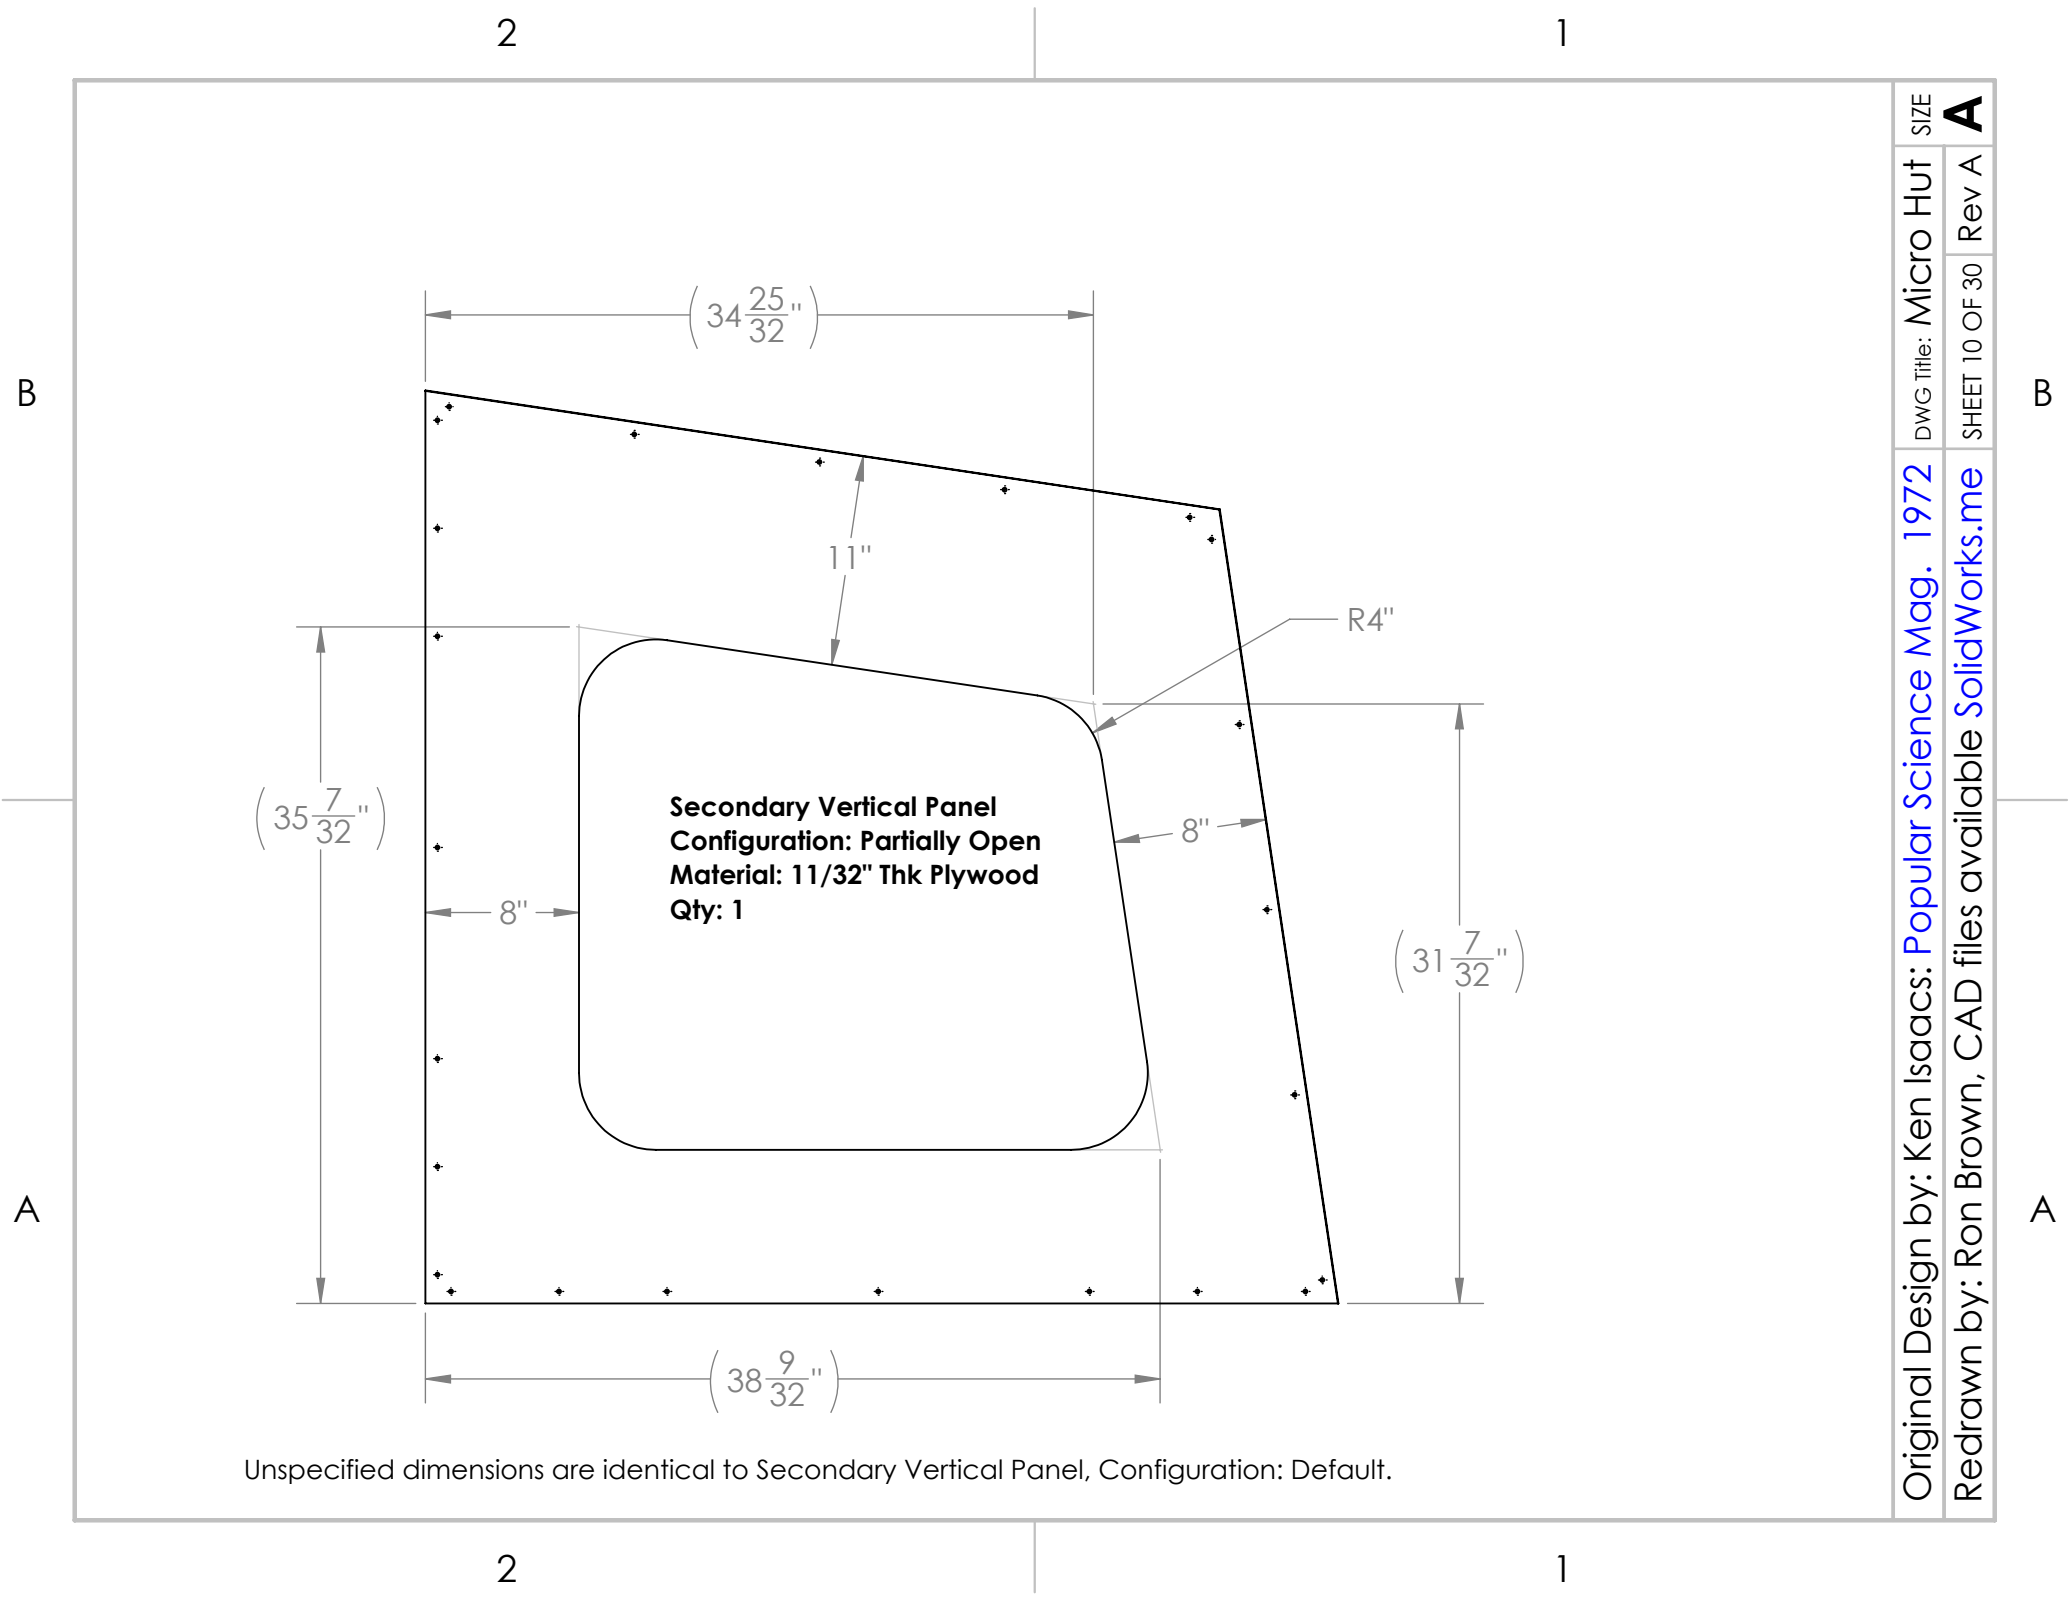 2
1
B
B
A
A
2
1
(34 25/32")
11"
R4"
(35 7/32")
8"
8"
(31 7/32")
(38 9/32")
Secondary Vertical Panel
Configuration: Partially Open
Material: 11/32" Thk Plywood
Qty: 1
Unspecified dimensions are identical to Secondary Vertical Panel, Configuration: Default.
Original Design by: Ken Isaacs: Popular Science Mag. 1972
DWG Title: Micro Hut
SIZE
Redrawn by: Ron Brown, CAD files available SolidWorks.me
SHEET 10 OF 30
Rev A
A